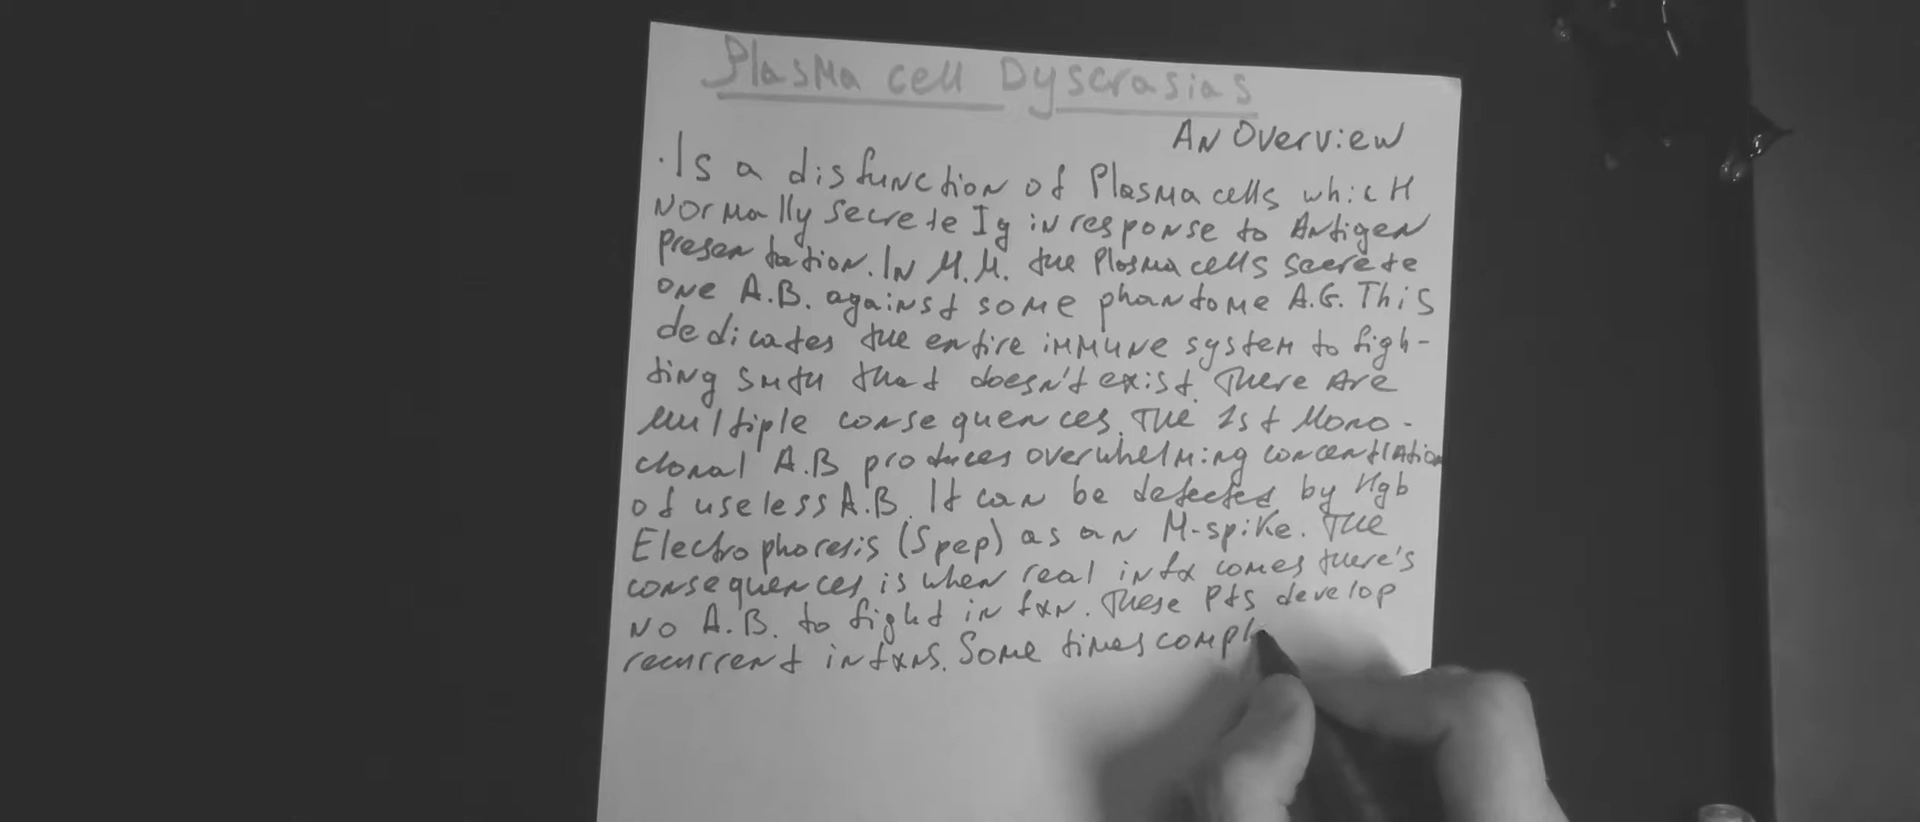 Plasma cell Dyscrasias
An Overview
· Is a disfunction of Plasma cells which
Normally secrete Ig in response to Antigen
presentation. In M.M. the Plasma cells secrete
one A.B. against some phantome A.G. This
dedicates the entire immune system to figh-
ting smth that doesn't exist. There Are
multiple consequences. The 1st Mono-
clonal A.B produces overwhelming concentration
of useless A.B. It can be detected by Hgb
Electrophoresis (Spep) as an M-spike. The
consequences is when real infx comes there's
No A.B. to fight infxn. These Pts develop
recurrent infxns. Some times compl